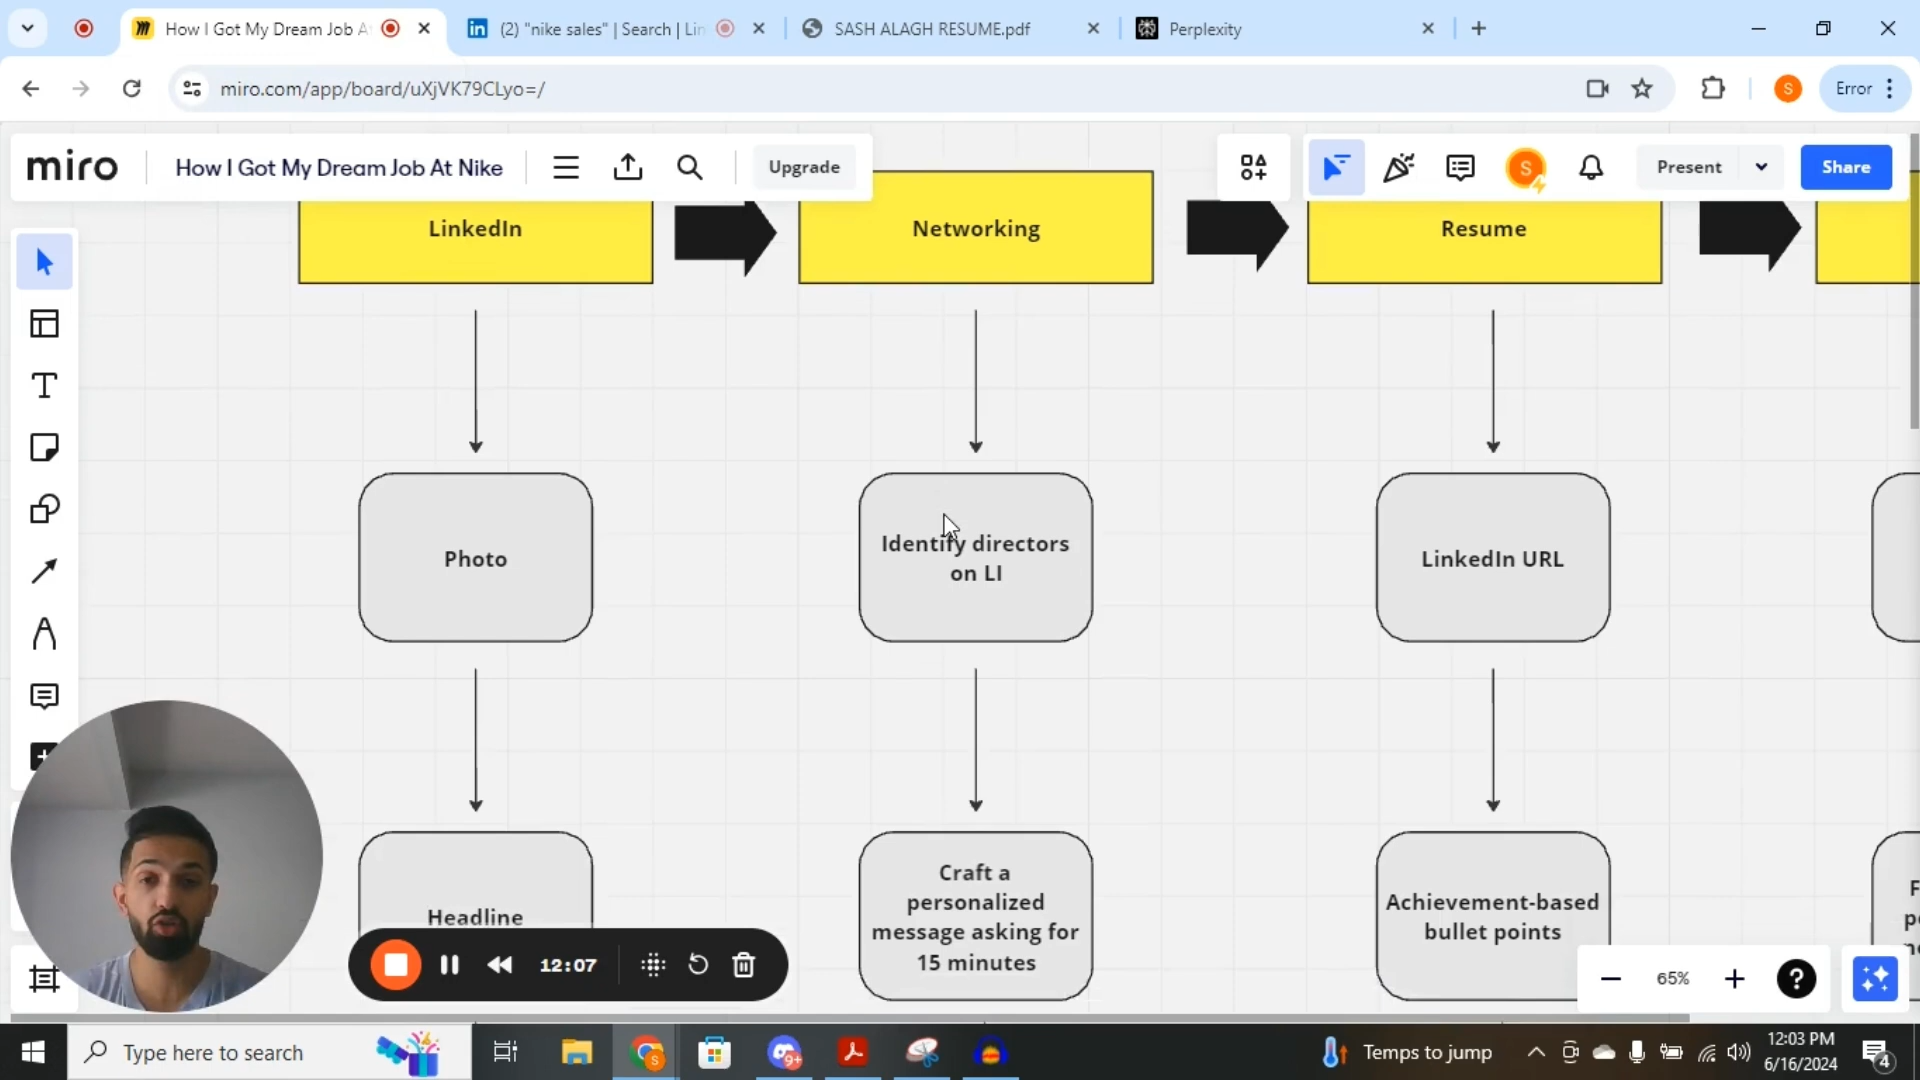 How I Got My Dream Job A
(2) "nike sales" | Search | Lin
SASH ALAGH RESUME.pdf
Perplexity
miro.com/app/board/uXjVK79CLyo=/
S
Error
miro
How I Got My Dream Job At Nike
Upgrade
S
Present
Share
LinkedIn
Networking
Resume
Photo
Identify directors
on LI
LinkedIn URL
Headline
Craft a
personalized
message asking for
15 minutes
Achievement-based
bullet points
12:07
65%
Type here to search
9+
Temps to jump
12:03 PM
6/16/2024
4